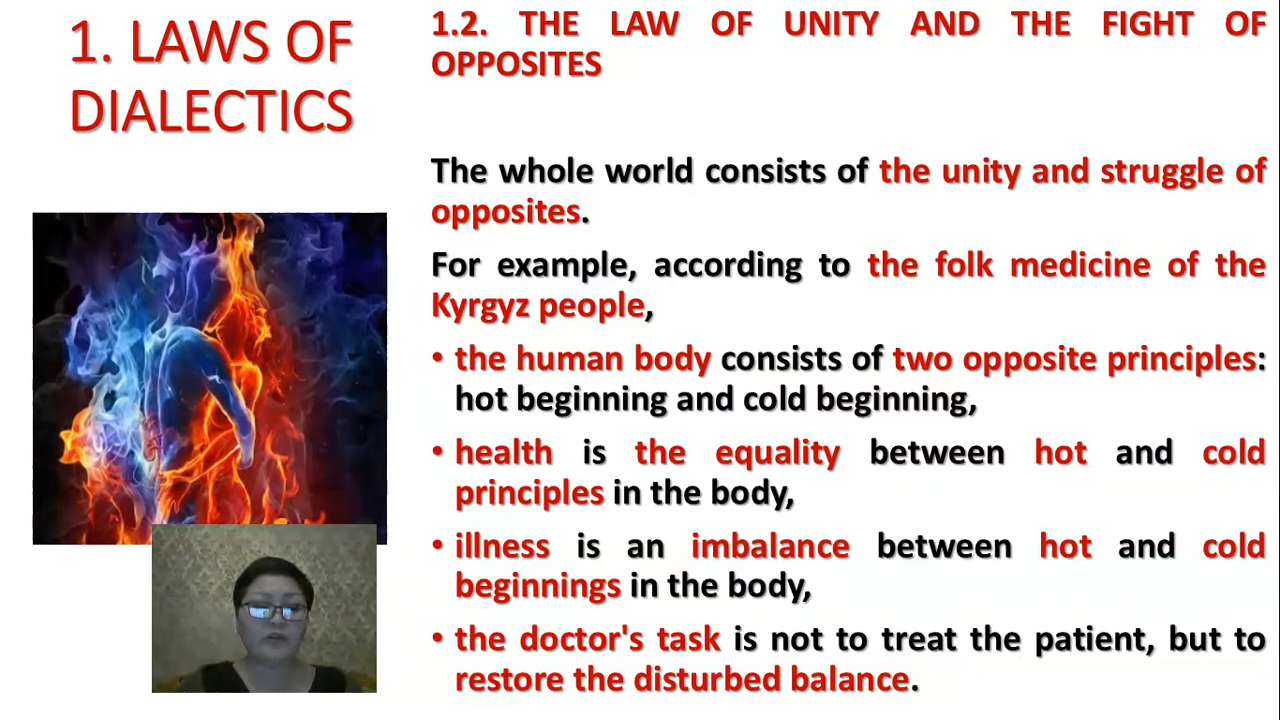 1. LAWS OF
DIALECTICS
1.2. THE LAW OF UNITY AND THE FIGHT OF
OPPOSITES
The whole world consists of the unity and struggle of
opposites.
For example, according to the folk medicine of the
Kyrgyz people,
• the human body consists of two opposite principles:
hot beginning and cold beginning,
• health is the equality between hot and cold
principles in the body,
• illness is an imbalance between hot and cold
beginnings in the body,
• the doctor's task is not to treat the patient, but to
restore the disturbed balance.